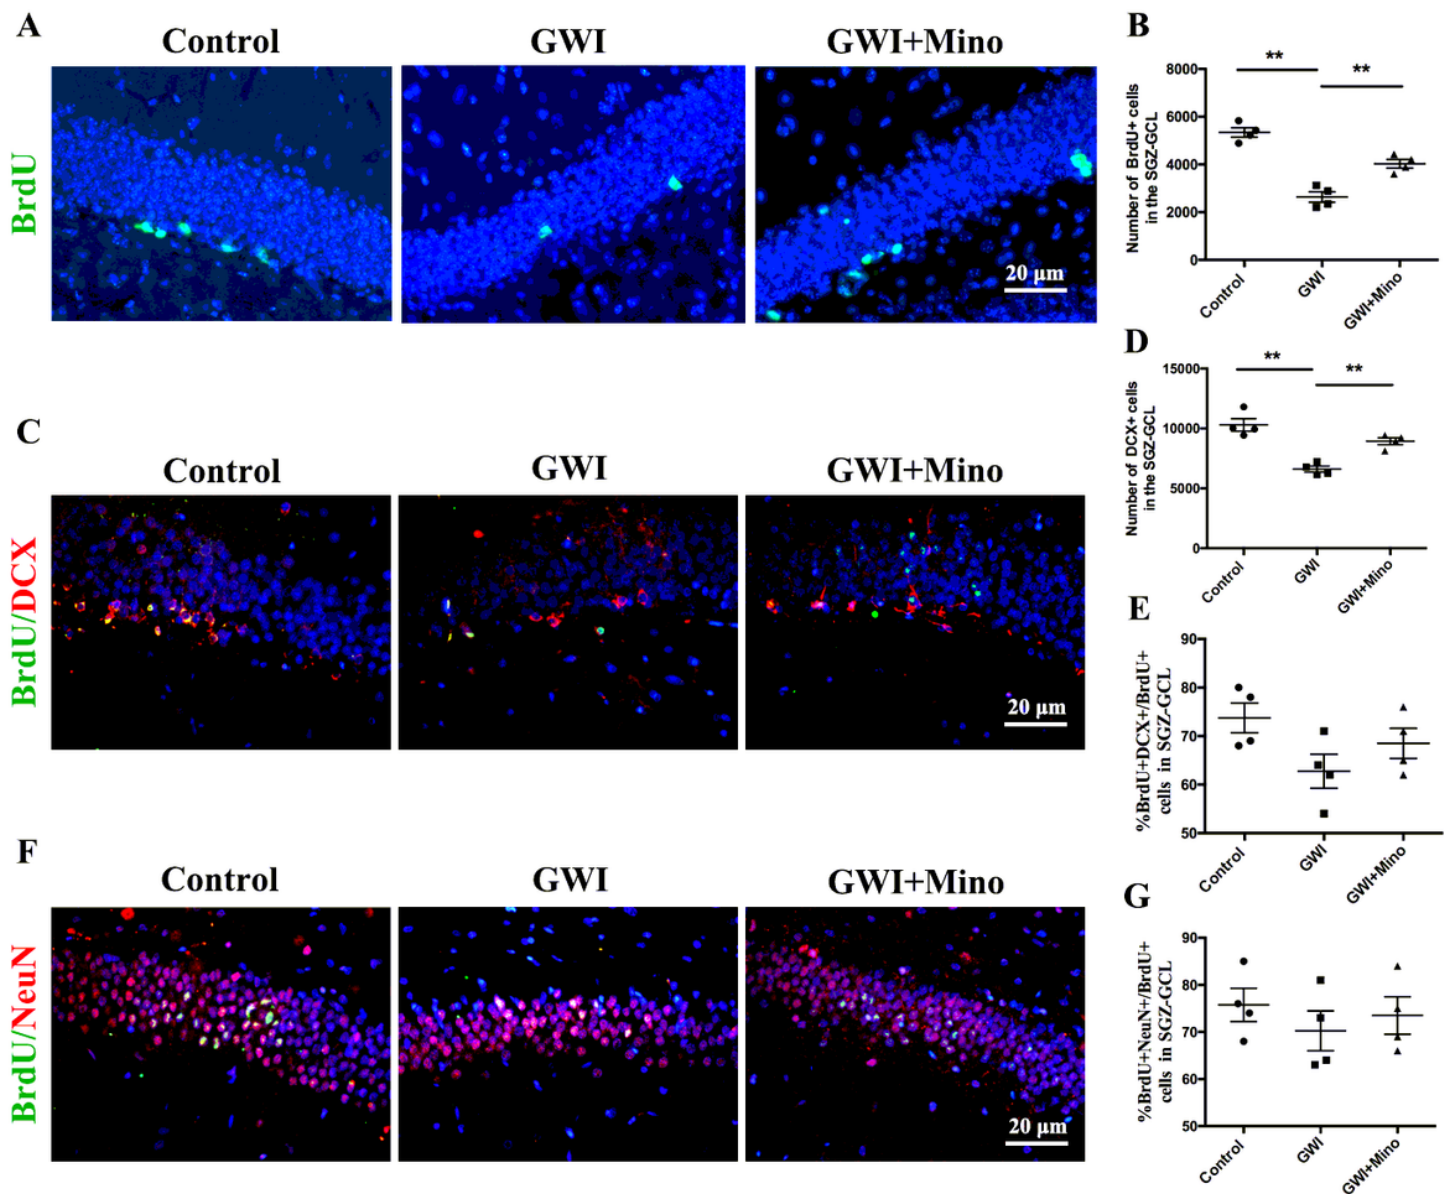 A
Control
GWI
GWI+Mino
BrdU
20 µm
B
**
**
8000
6000
4000
2000
0
Number of BrdU+ cells
in the SGZ-GCL
Control
GWI
GWI+Mino
C
Control
GWI
GWI+Mino
BrdU/DCX
20 µm
D
**
**
15000
10000
5000
0
Number of DCX+ cells
in the SGZ-GCL
Control
GWI
GWI+Mino
E
90
80
70
60
50
%BrdU+DCX+/BrdU+
cells in SGZ-GCL
Control
GWI
GWI+Mino
F
Control
GWI
GWI+Mino
BrdU/NeuN
20 µm
G
90
80
70
60
50
%BrdU+NeuN+/BrdU+
cells in SGZ-GCL
Control
GWI
GWI+Mino